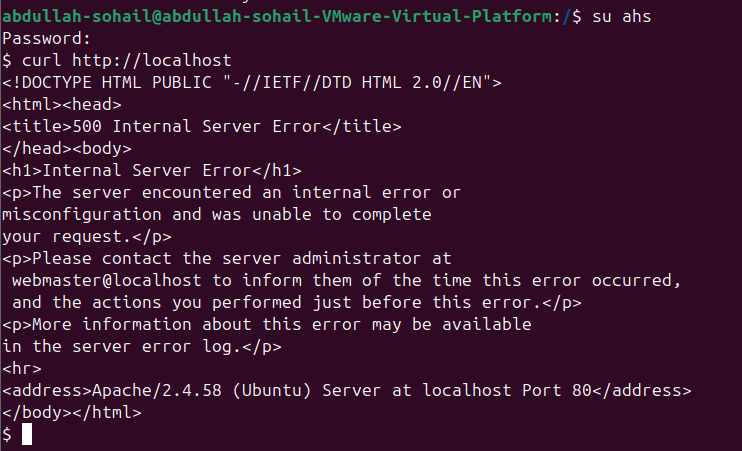 abdullah-sohail@abdullah-sohail-VMware-Virtual-Platform:/$ su ahs
Password:
$ curl http://localhost
<!DOCTYPE HTML PUBLIC "-//IETF//DTD HTML 2.0//EN">
<html><head>
<title>500 Internal Server Error</title>
</head><body>
<h1>Internal Server Error</h1>
<p>The server encountered an internal error or
misconfiguration and was unable to complete
your request.</p>
<p>Please contact the server administrator at
 webmaster@localhost to inform them of the time this error occurred,
 and the actions you performed just before this error.</p>
<p>More information about this error may be available
in the server error log.</p>
<hr>
<address>Apache/2.4.58 (Ubuntu) Server at localhost Port 80</address>
</body></html>
$